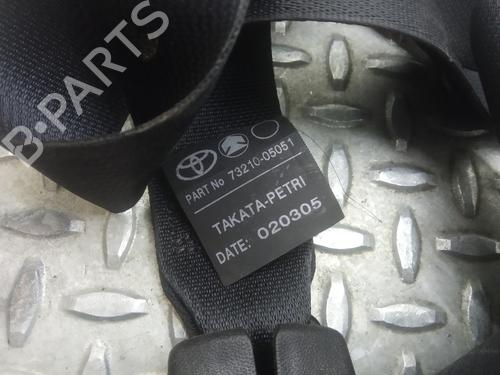 B-PARTS
PART No 73210-05051
TAKATA-PETRI
DATE: 020305